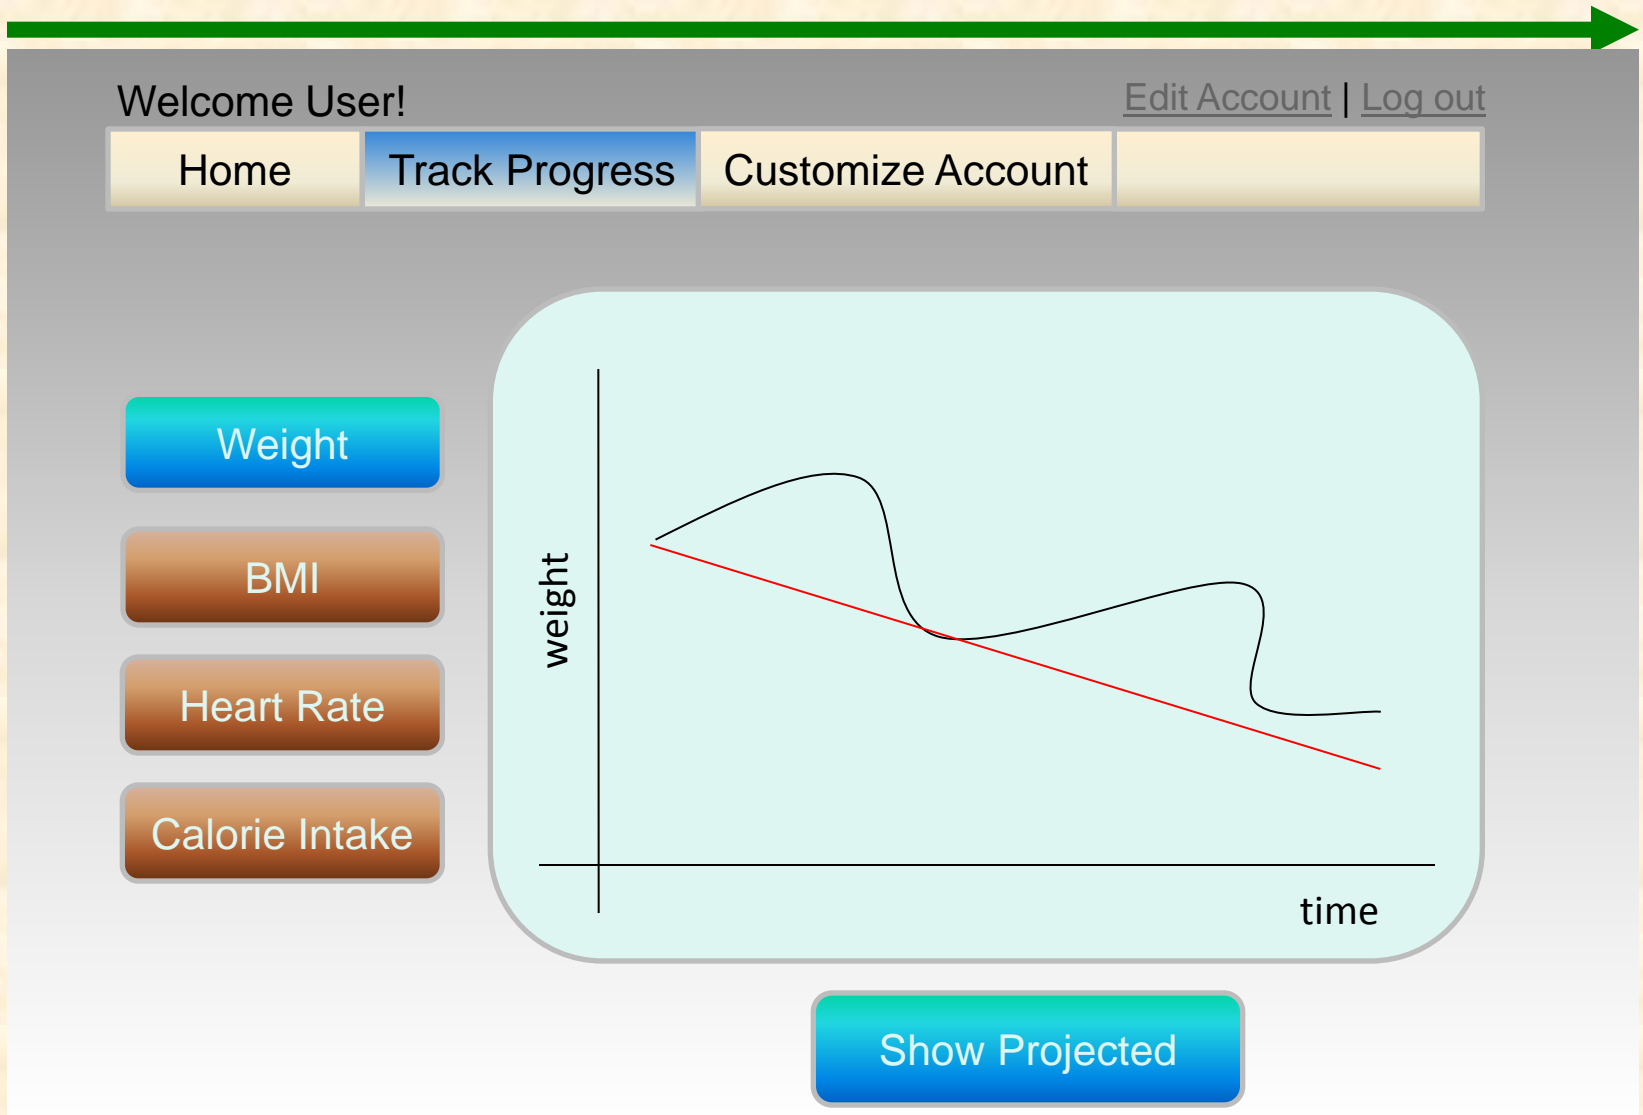 Welcome User!
Edit Account | Log out
Home
Track Progress
Customize Account
Weight
BMI
Heart Rate
Calorie Intake
weight
time
Show Projected